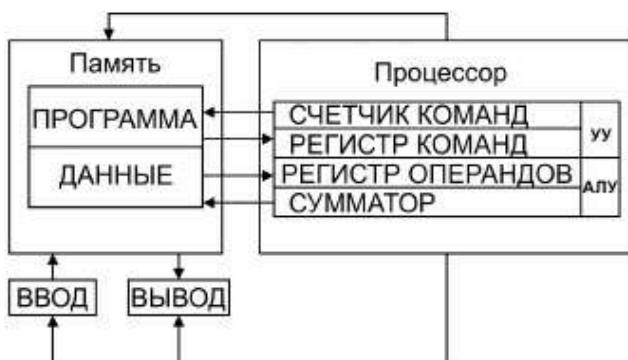 Память
ПРОГРАММА
ДАННЫЕ
Процессор
СЧЕТЧИК КОМАНД
РЕГИСТР КОМАНД
УУ
РЕГИСТР ОПЕРАНДОВ
СУММАТОР
АЛУ
ВВОД
ВЫВОД